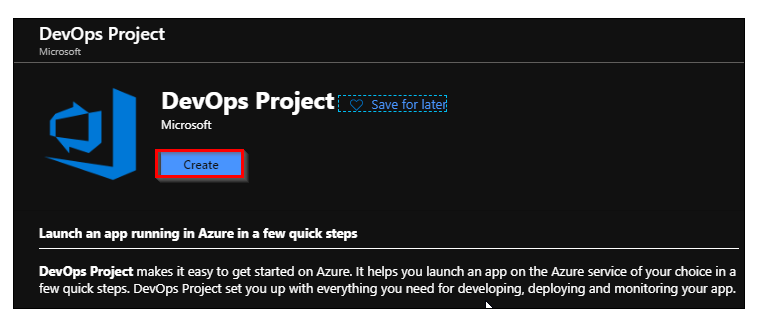 DevOps Project
Microsoft
DevOps Project Save for later
Microsoft
Create
Launch an app running in Azure in a few quick steps
DevOps Project makes it easy to get started on Azure. It helps you launch an app on the Azure service of your choice in a
few quick steps. DevOps Project set you up with everything you need for developing, deploying and monitoring your app.